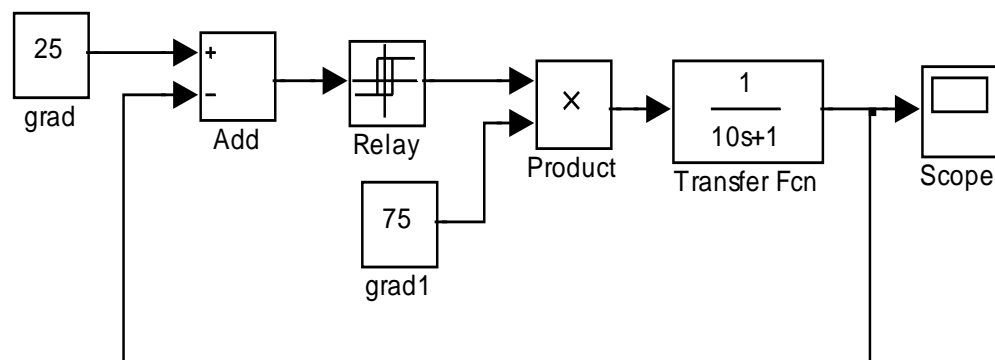 25
grad
+
−
Add
Relay
75
grad1
×
Product
1
10s+1
Transfer Fcn
Scope